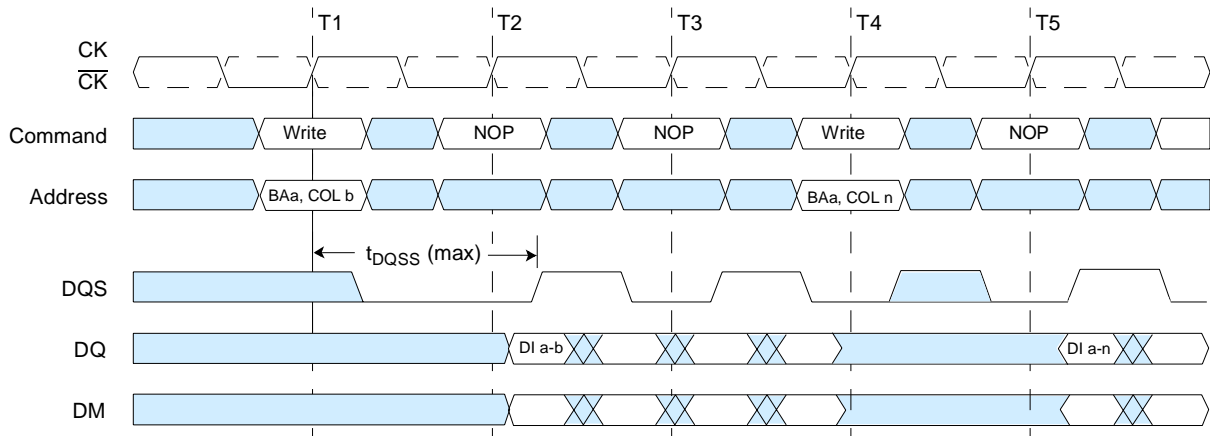 T1 T2 T3 T4 T5
CK
C̅K̅
Command Write NOP NOP Write NOP
Address BAa, COL b BAa, COL n
tDQSS (max)
DQS
DQ DI a-b DI a-n
DM